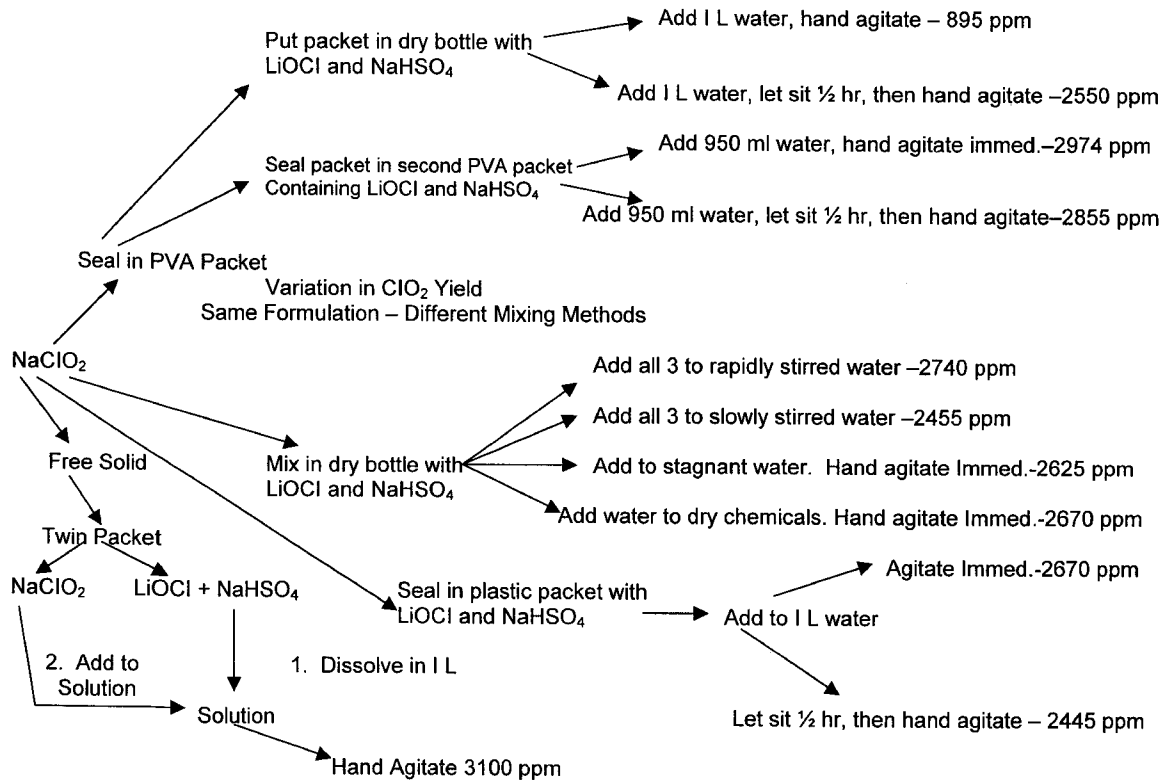 Add I L water, hand agitate – 895 ppm
Put packet in dry bottle with
LiOCl and NaHSO₄
Add I L water, let sit ½ hr, then hand agitate –2550 ppm
Add 950 ml water, hand agitate immed.–2974 ppm
Seal packet in second PVA packet
Containing LiOCl and NaHSO₄
Add 950 ml water, let sit ½ hr, then hand agitate–2855 ppm
Seal in PVA Packet
Variation in ClO₂ Yield
Same Formulation – Different Mixing Methods
NaClO₂
Add all 3 to rapidly stirred water –2740 ppm
Add all 3 to slowly stirred water –2455 ppm
Free Solid
Mix in dry bottle with
LiOCl and NaHSO₄
Add to stagnant water. Hand agitate Immed.-2625 ppm
Add water to dry chemicals. Hand agitate Immed.-2670 ppm
Twin Packet
NaClO₂
LiOCl + NaHSO₄
Seal in plastic packet with
LiOCl and NaHSO₄
Agitate Immed.-2670 ppm
Add to I L water
2. Add to
Solution
1. Dissolve in I L
Solution
Let sit ½ hr, then hand agitate – 2445 ppm
Hand Agitate 3100 ppm